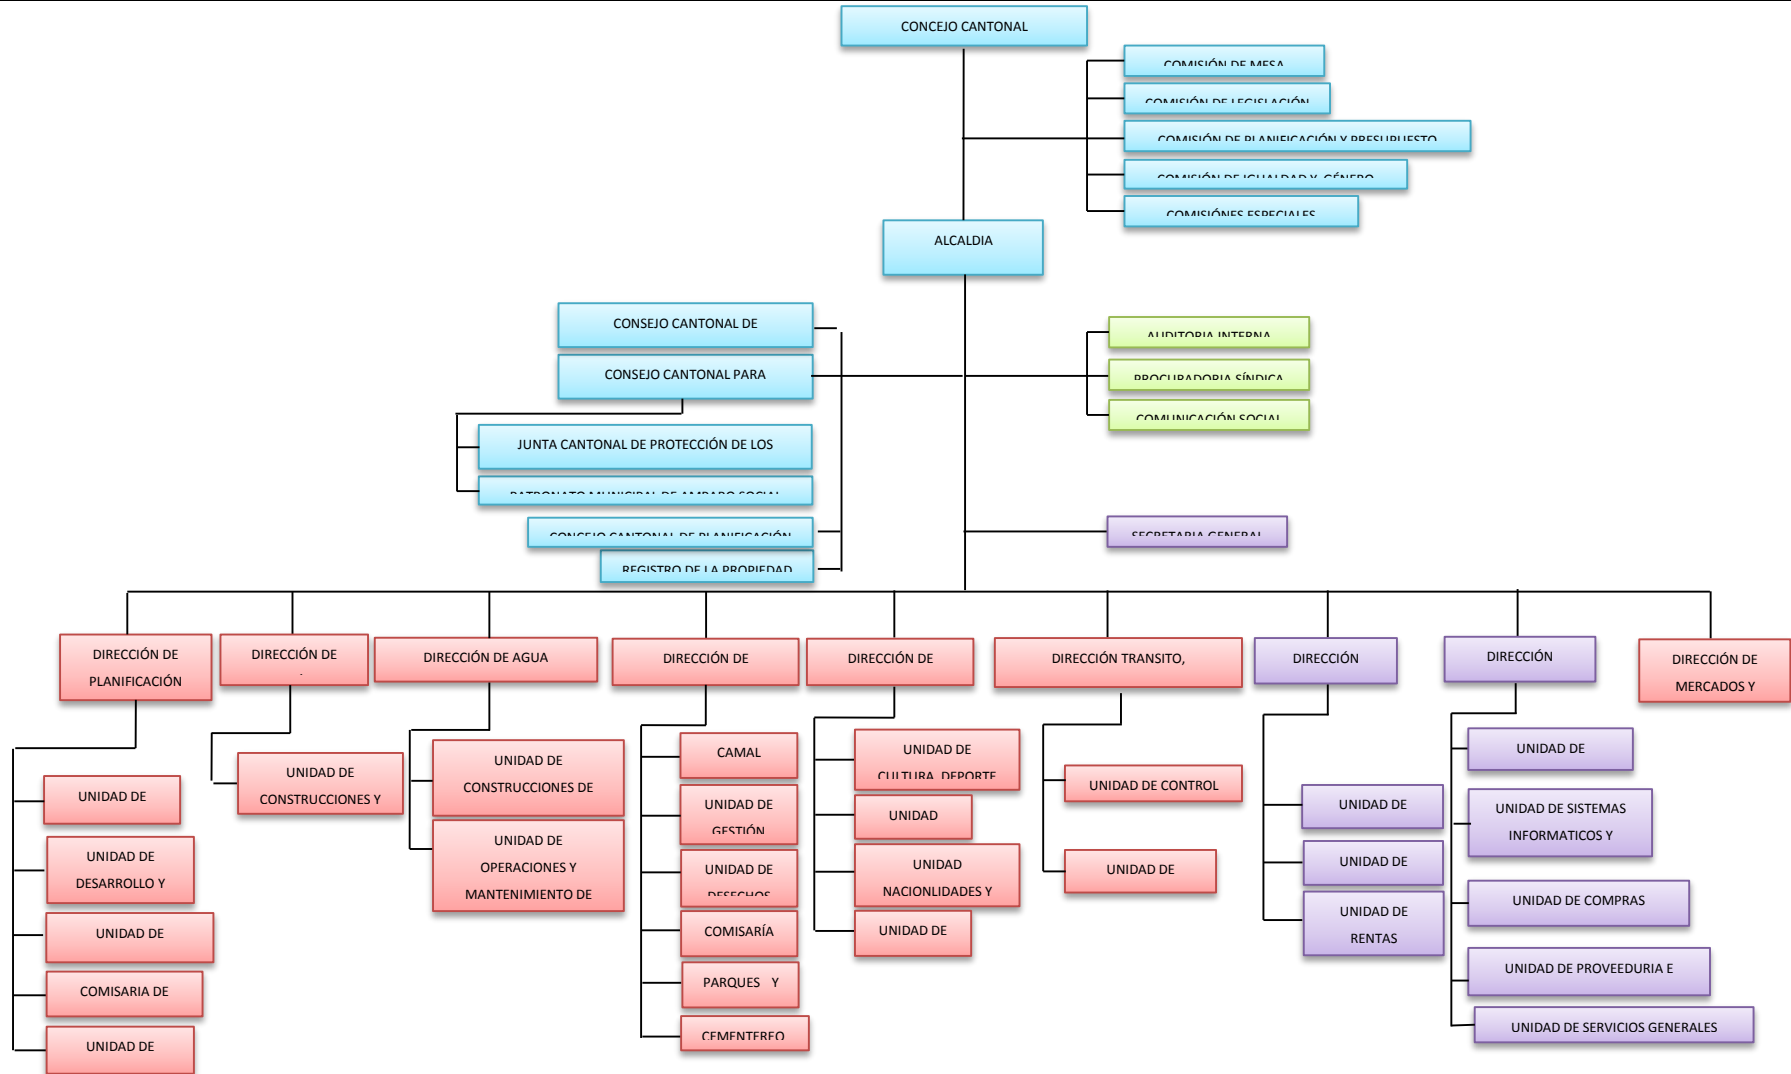 CONCEJO CANTONAL
COMISIÓN DE MESA
COMISIÓN DE LEGISLACIÓN
COMISIÓN DE PLANIFICACIÓN Y PRESUPUESTO
COMISIÓN DE IGUALDAD Y GÉNERO
COMISIÓNES ESPECIALES
ALCALDIA
CONSEJO CANTONAL DE
CONSEJO CANTONAL PARA
JUNTA CANTONAL DE PROTECCIÓN DE LOS
PATRONATO MUNICIPAL DE AMPARO SOCIAL
CONCEJO CANTONAL DE PLANIFICACIÓN
REGISTRO DE LA PROPIEDAD
AUDITORIA INTERNA
PROCURADORIA SÍNDICA
COMUNICACIÓN SOCIAL
SECRETARIA GENERAL
DIRECCIÓN DE
PLANIFICACIÓN
DIRECCIÓN DE
DIRECCIÓN DE AGUA
DIRECCIÓN DE
DIRECCIÓN DE
DIRECCIÓN TRANSITO,
DIRECCIÓN
DIRECCIÓN
DIRECCIÓN DE
MERCADOS Y
UNIDAD DE
UNIDAD DE
DESARROLLO Y
UNIDAD DE
COMISARIA DE
UNIDAD DE
UNIDAD DE
CONSTRUCCIONES Y
UNIDAD DE
CONSTRUCCIONES DE
UNIDAD DE
OPERACIONES Y
MANTENIMIENTO DE
CAMAL
UNIDAD DE
GESTIÓN
UNIDAD DE
DESECHOS
COMISARÍA
PARQUES Y
CEMENTEREO
UNIDAD DE
CULTURA, DEPORTE
UNIDAD
UNIDAD
NACIONLIDADES Y
UNIDAD DE
UNIDAD DE CONTROL
UNIDAD DE
UNIDAD DE
UNIDAD DE
UNIDAD DE
RENTAS
UNIDAD DE
UNIDAD DE SISTEMAS
INFORMATICOS Y
UNIDAD DE COMPRAS
UNIDAD DE PROVEEDURIA E
UNIDAD DE SERVICIOS GENERALES